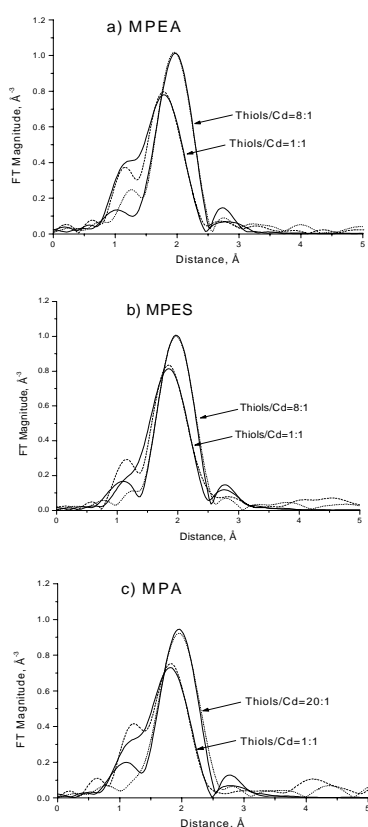 a) MPEA
1.2
1.0
0.8
0.6
0.4
0.2
0.0
FT Magnitude, Å-3
Thiols/Cd=8:1
Thiols/Cd=1:1
0 1 2 3 4 5
Distance, Å
b) MPES
1.2
1.0
0.8
0.6
0.4
0.2
0.0
FT Magnitude, Å-3
Thiols/Cd=8:1
Thiols/Cd=1:1
0 1 2 3 4 5
Distance, Å
c) MPA
1.2
1.0
0.8
0.6
0.4
0.2
0.0
FT Magnitude, Å-3
Thiols/Cd=20:1
Thiols/Cd=1:1
0 1 2 3 4 5
Distance, Å